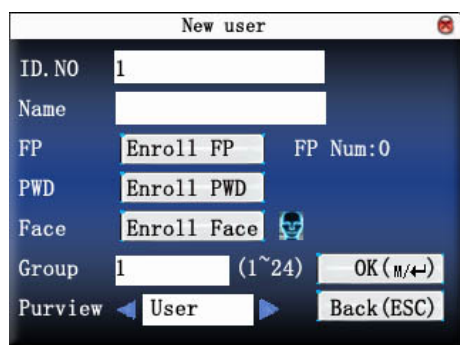 New user
ID.NO 1
Name
FP Enroll FP FP Num:0
PWD Enroll PWD
Face Enroll Face
Group 1 (1~24) OK(M/↵)
Purview User Back(ESC)